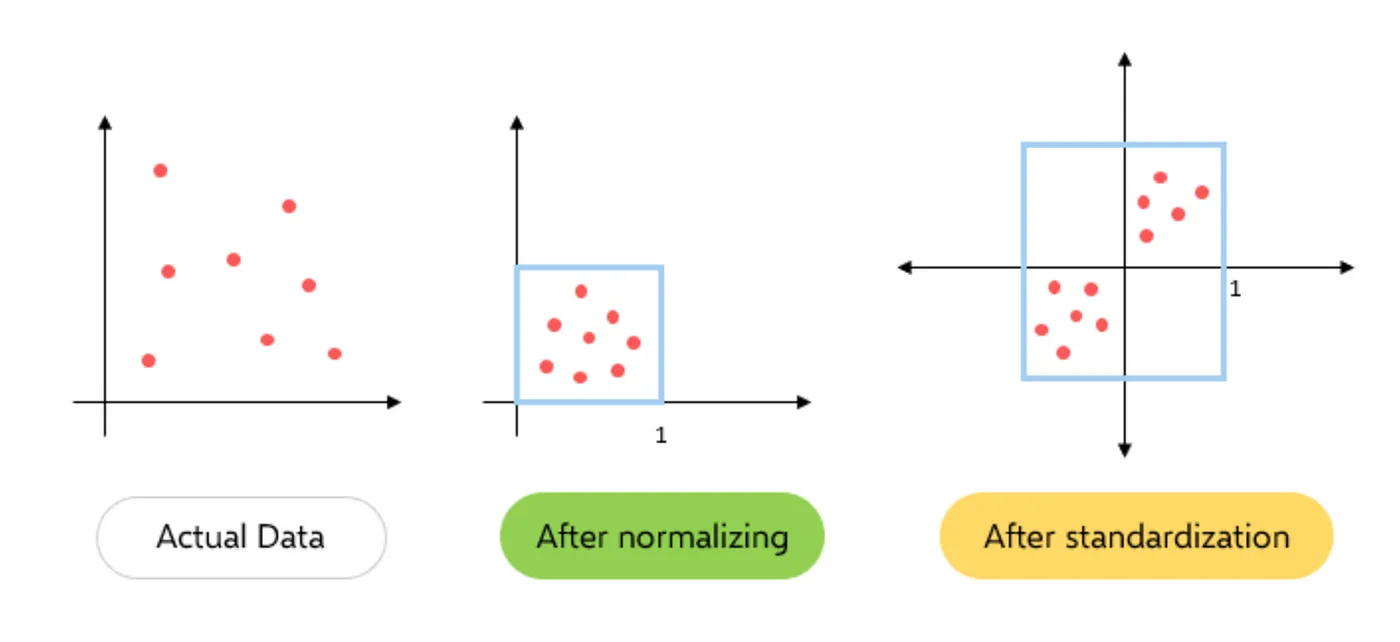 1
1
Actual Data
After normalizing
After standardization